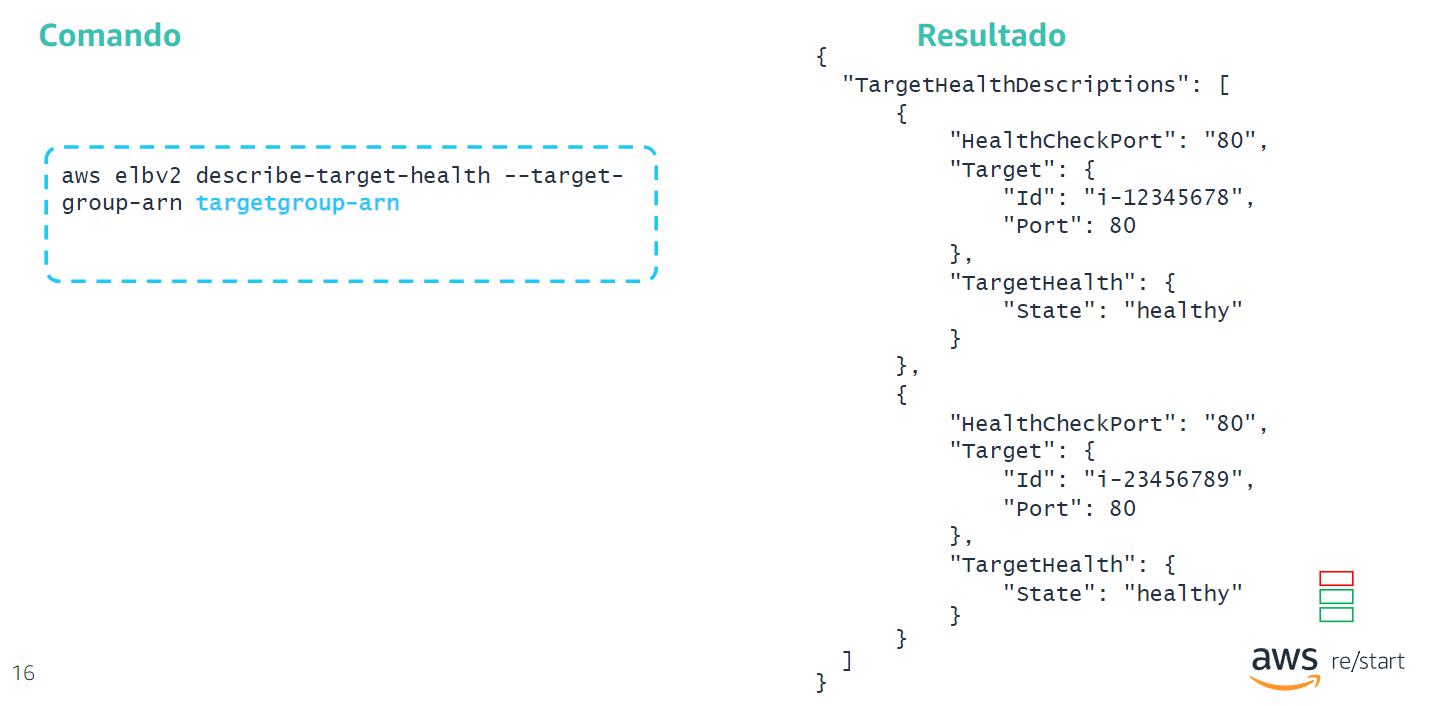 Comando
aws elbv2 describe-target-health --target-
group-arn targetgroup-arn
Resultado
{
  "TargetHealthDescriptions": [
    {
        "HealthCheckPort": "80",
        "Target": {
            "Id": "i-12345678",
            "Port": 80
        },
        "TargetHealth": {
            "State": "healthy"
        }
    },
    {
        "HealthCheckPort": "80",
        "Target": {
            "Id": "i-23456789",
            "Port": 80
        },
        "TargetHealth": {
            "State": "healthy"
        }
    }
  ]
}
16
aws re/start